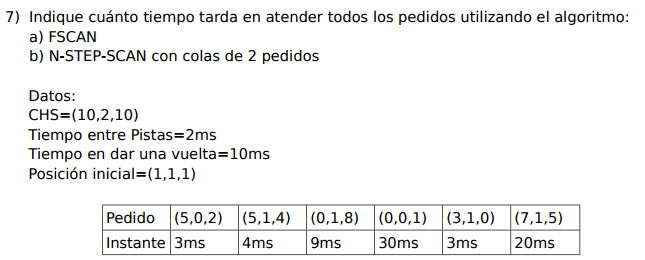 7) Indique cuánto tiempo tarda en atender todos los pedidos utilizando el algoritmo:
a) FSCAN
b) N-STEP-SCAN con colas de 2 pedidos
Datos:
CHS=(10,2,10)
Tiempo entre Pistas=2ms
Tiempo en dar una vuelta=10ms
Posición inicial=(1,1,1)
Pedido (5,0,2) (5,1,4) (0,1,8) (0,0,1) (3,1,0) (7,1,5)
Instante 3ms 4ms 9ms 30ms 3ms 20ms